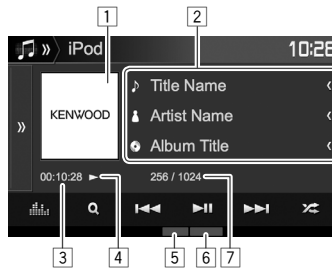 1 2
iPod 10:28
Title Name
KENWOOD
Artist Name
Album Title
00:10:28 256 / 1024
3 4 5 6 7